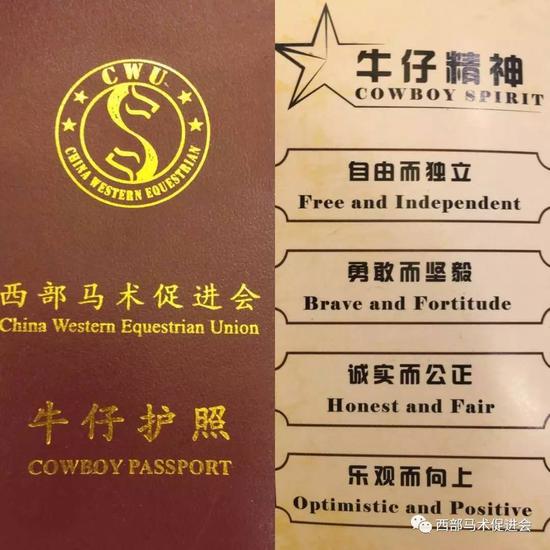 CWU
CHINA WESTERN EQUESTRIAN
西部马术促进会
China Western Equestrian Union
牛仔护照
COWBOY PASSPORT
牛仔精神
COWBOY SPIRIT
自由而独立
Free and Independent
勇敢而坚毅
Brave and Fortitude
诚实而公正
Honest and Fair
乐观而向上
Optimistic and Positive
西部马术促进会